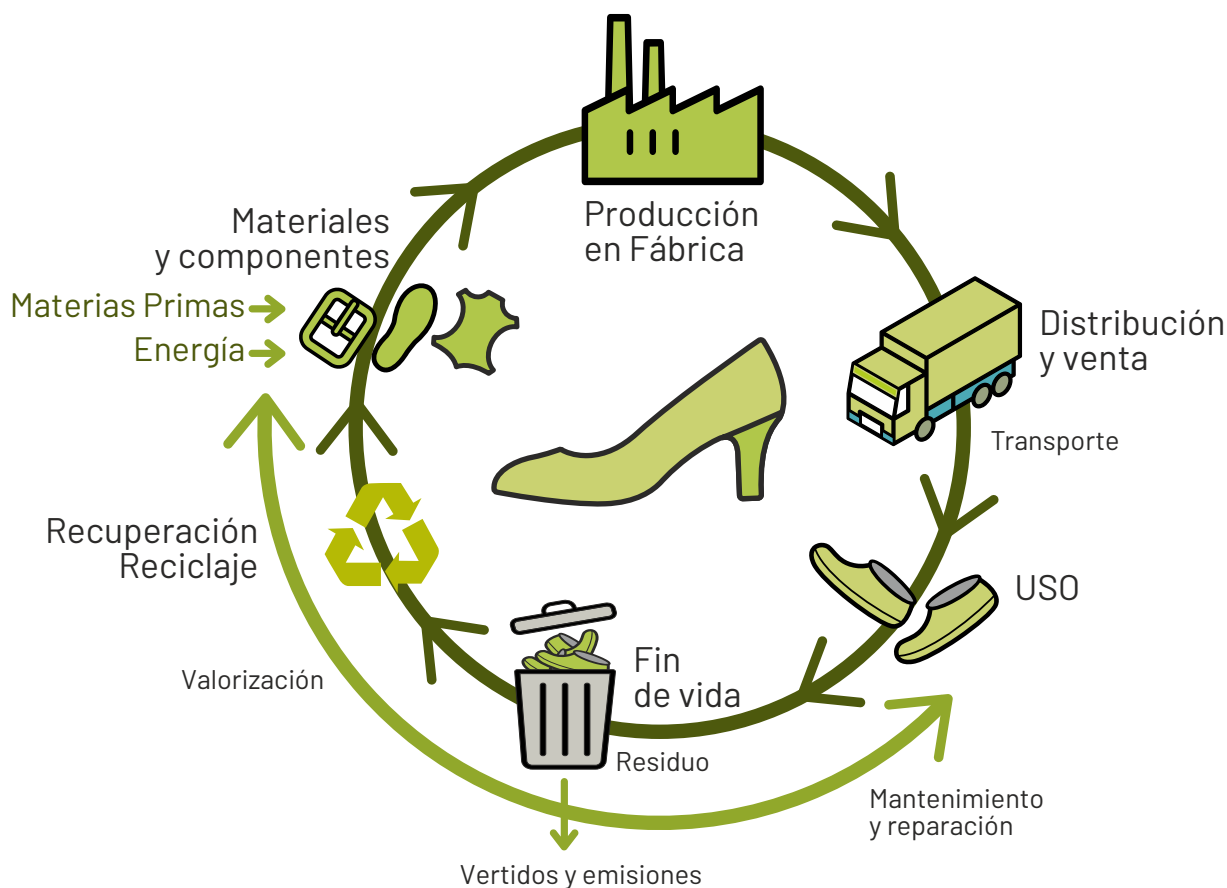 Producción
en Fábrica
Materiales
y componentes
Materias Primas
Energía
Distribución
y venta
Transporte
USO
Recuperación
Reciclaje
Fin
de vida
Residuo
Valorización
Mantenimiento
y reparación
Vertidos y emisiones